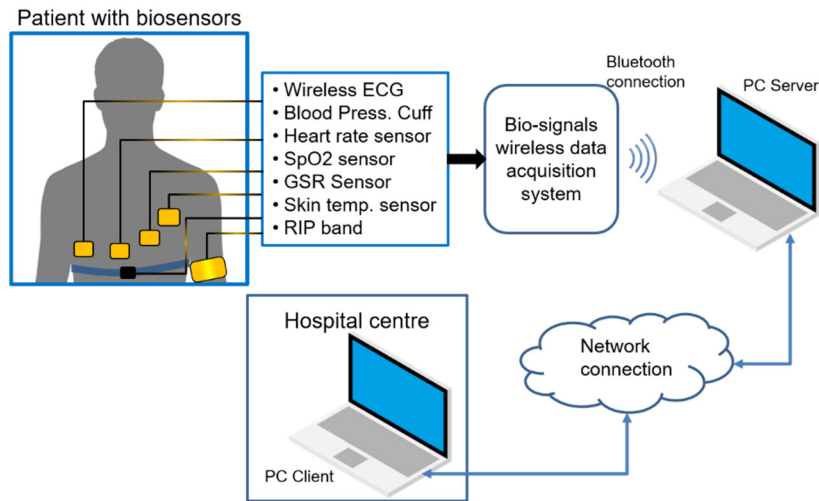 Patient with biosensors
• Wireless ECG
• Blood Press. Cuff
• Heart rate sensor
• SpO2 sensor
• GSR Sensor
• Skin temp. sensor
• RIP band
Bio-signals
wireless data
acquisition
system
Bluetooth
connection
PC Server
Hospital centre
PC Client
Network
connection